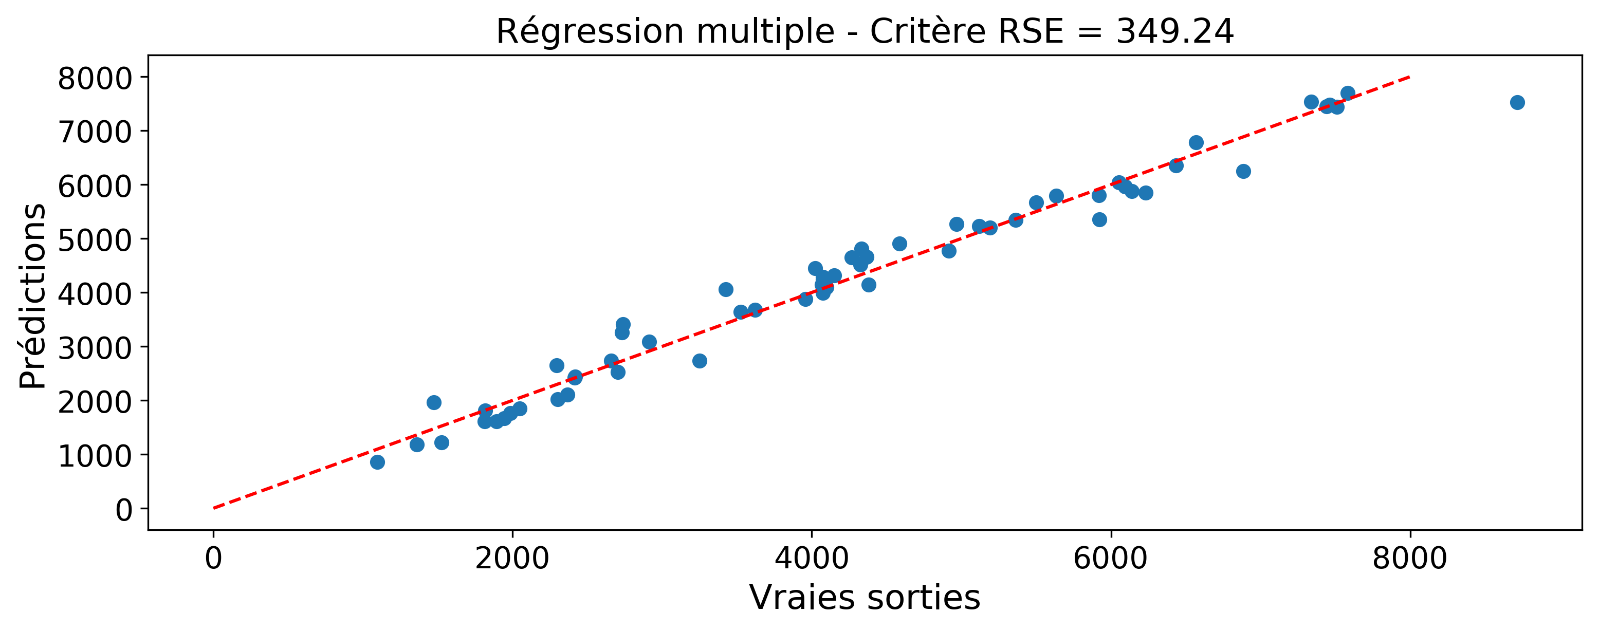 Régression multiple - Critère RSE = 349.24
8000
7000
6000
5000
4000
3000
2000
1000
0
Prédictions
0 2000 4000 6000 8000
Vraies sorties